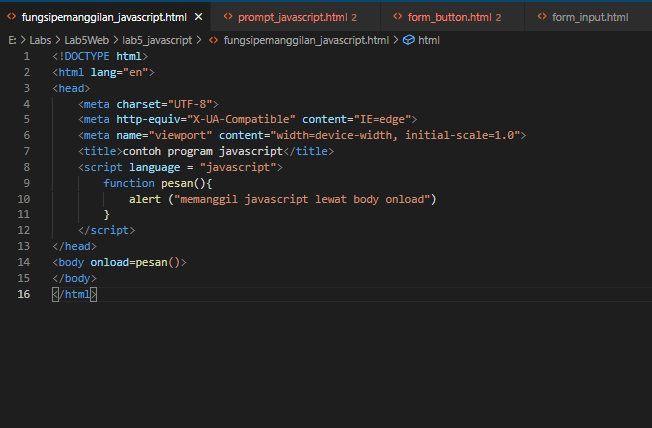 fungsipemanggilan_javascript.html × prompt_javascript.html 2 form_button.html 2 form_input.html
E: > Labs > Lab5Web > lab5_javascript > fungsipemanggilan_javascript.html > html
1 <!DOCTYPE html>
2 <html lang="en">
3 <head>
4 <meta charset="UTF-8">
5 <meta http-equiv="X-UA-Compatible" content="IE=edge">
6 <meta name="viewport" content="width=device-width, initial-scale=1.0">
7 <title>contoh program javascript</title>
8 <script language = "javascript">
9 function pesan(){
10 alert ("memanggil javascript lewat body onload")
11 }
12 </script>
13 </head>
14 <body onload=pesan()>
15 </body>
16 </html>